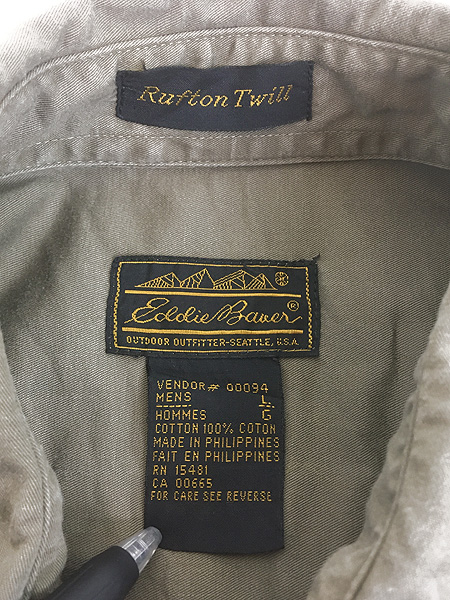 Rufton Twill
Eddie Bauer®
OUTDOOR OUTFITTER-SEATTLE, U.S.A.
VENDOR# 00094
MENS L
HOMMES G
COTTON 100% COTON
MADE IN PHILIPPINES
FAIT EN PHILIPPINES
RN 15481
CA 00665
FOR CARE SEE REVERSE